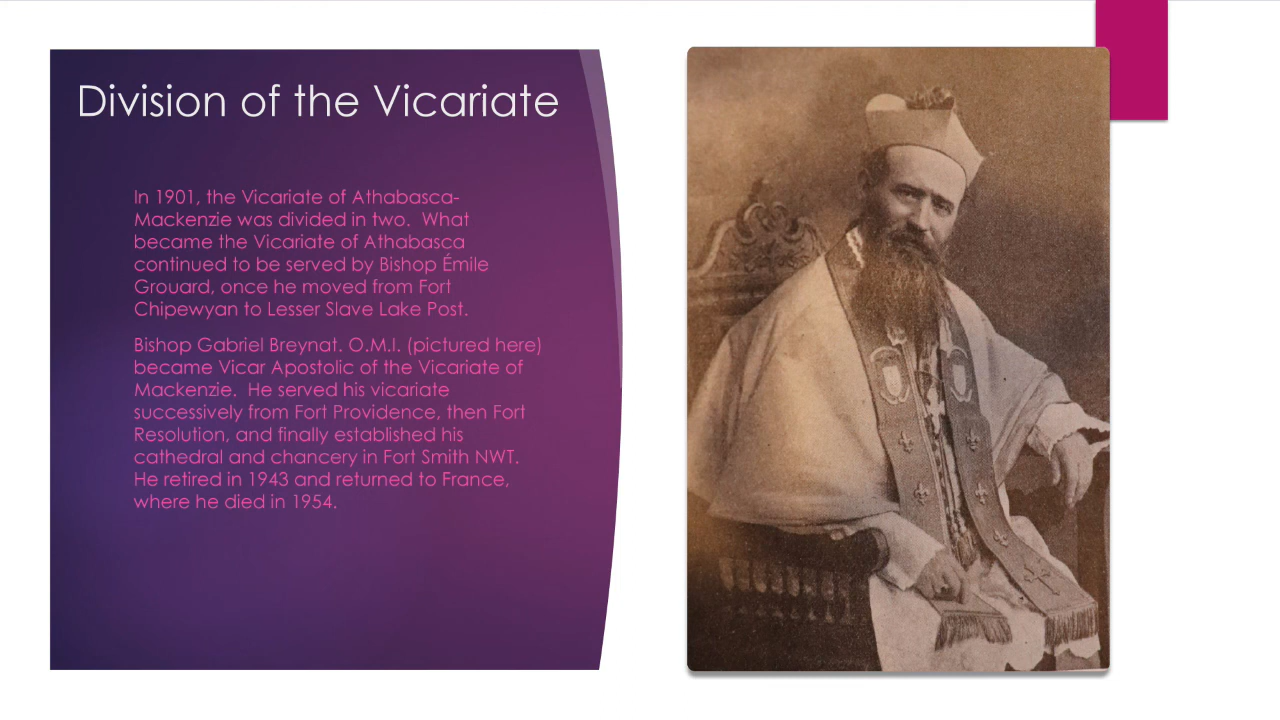 Division of the Vicariate
In 1901, the Vicariate of Athabasca-
Mackenzie was divided in two.  What
became the Vicariate of Athabasca
continued to be served by Bishop Émile
Grouard, once he moved from Fort
Chipewyan to Lesser Slave Lake Post.
Bishop Gabriel Breynat, O.M.I. (pictured here)
became Vicar Apostolic of the Vicariate of
Mackenzie.  He served his vicariate
successively from Fort Providence, then Fort
Resolution, and finally established his
cathedral and chancery in Fort Smith NWT.
He retired in 1943 and returned to France,
where he died in 1954.